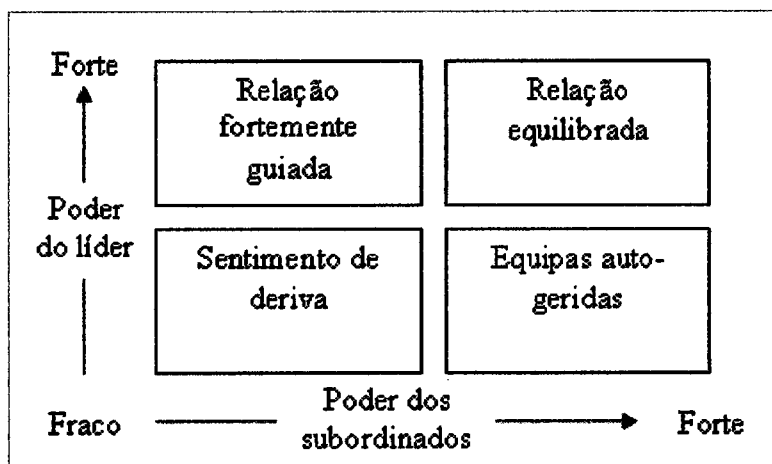 Forte
Relação
fortemente
guiada
Relação
equilibrada
Poder
do líder
Sentimento de
deriva
Equipas auto-
geridas
Fraco
Poder dos
subordinados
Forte